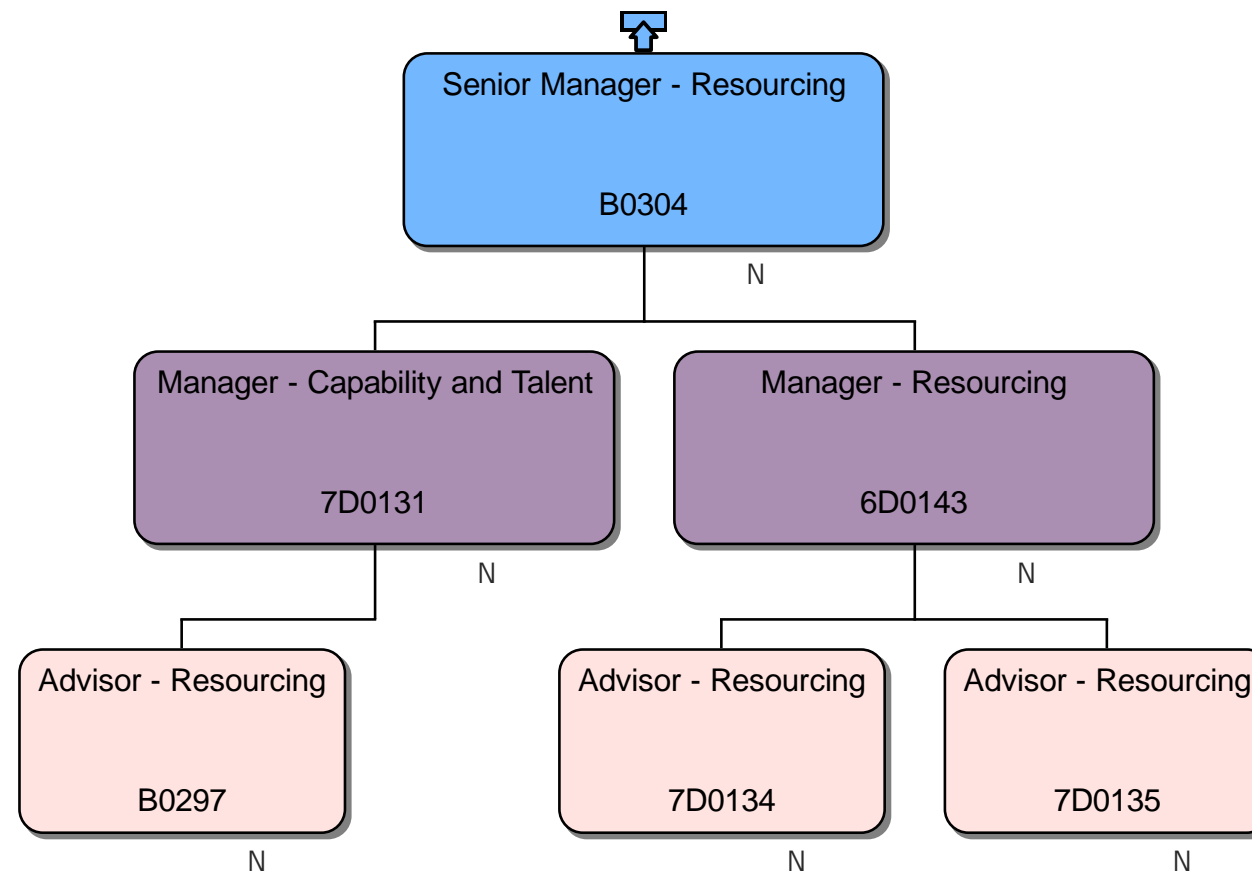 Senior Manager - Resourcing
B0304
N
Manager - Capability and Talent
7D0131
N
Manager - Resourcing
6D0143
N
Advisor - Resourcing
B0297
N
Advisor - Resourcing
7D0134
N
Advisor - Resourcing
7D0135
N